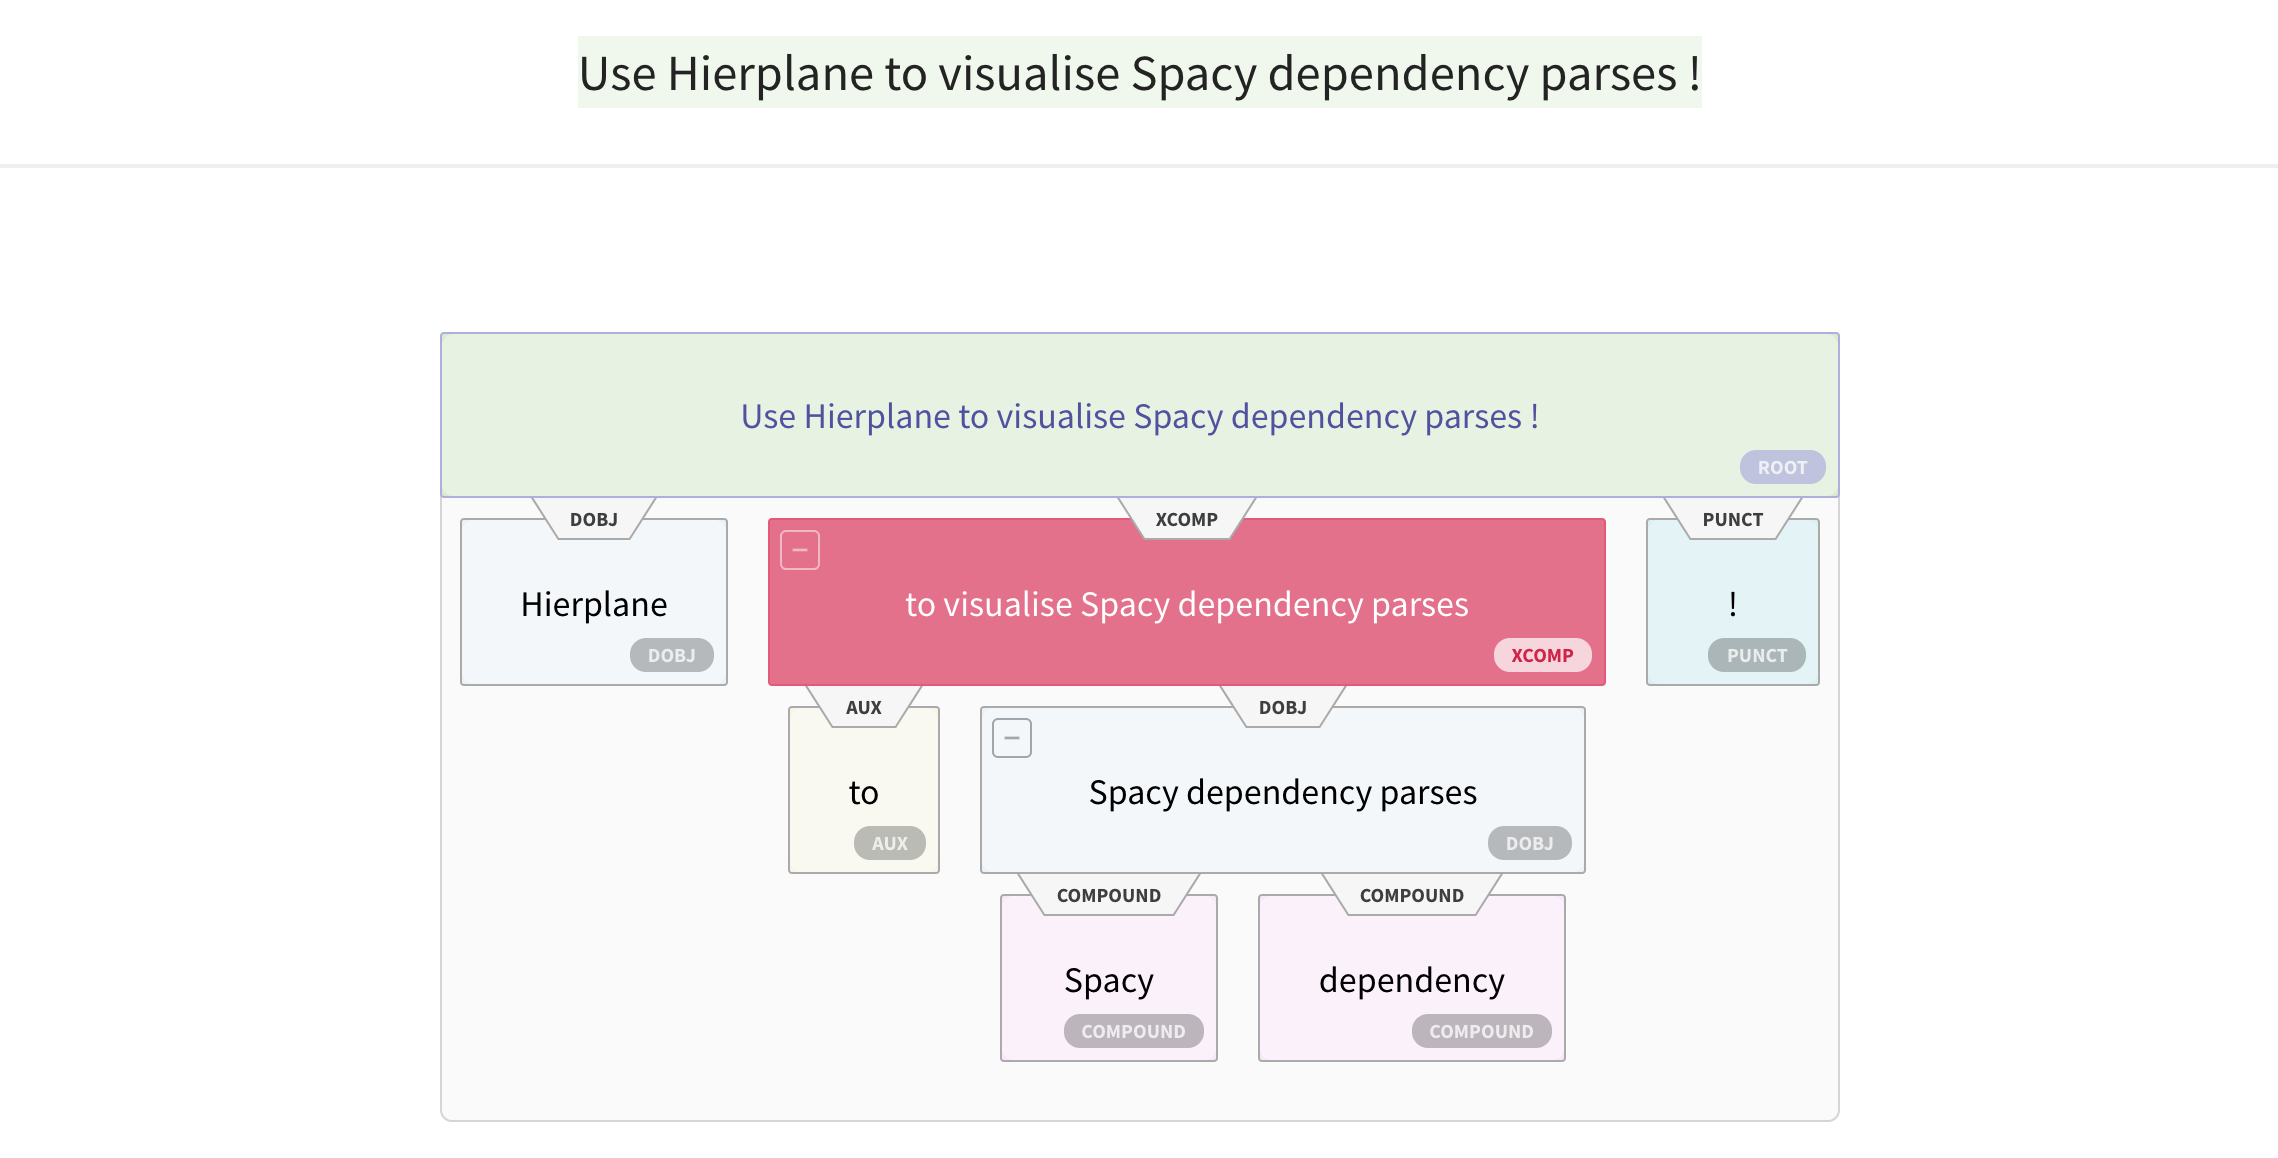 Use Hierplane to visualise Spacy dependency parses !
Use Hierplane to visualise Spacy dependency parses !
ROOT
DOBJ
XCOMP
PUNCT
Hierplane
to visualise Spacy dependency parses
!
DOBJ
XCOMP
PUNCT
AUX
DOBJ
to
Spacy dependency parses
AUX
DOBJ
COMPOUND
COMPOUND
Spacy
dependency
COMPOUND
COMPOUND